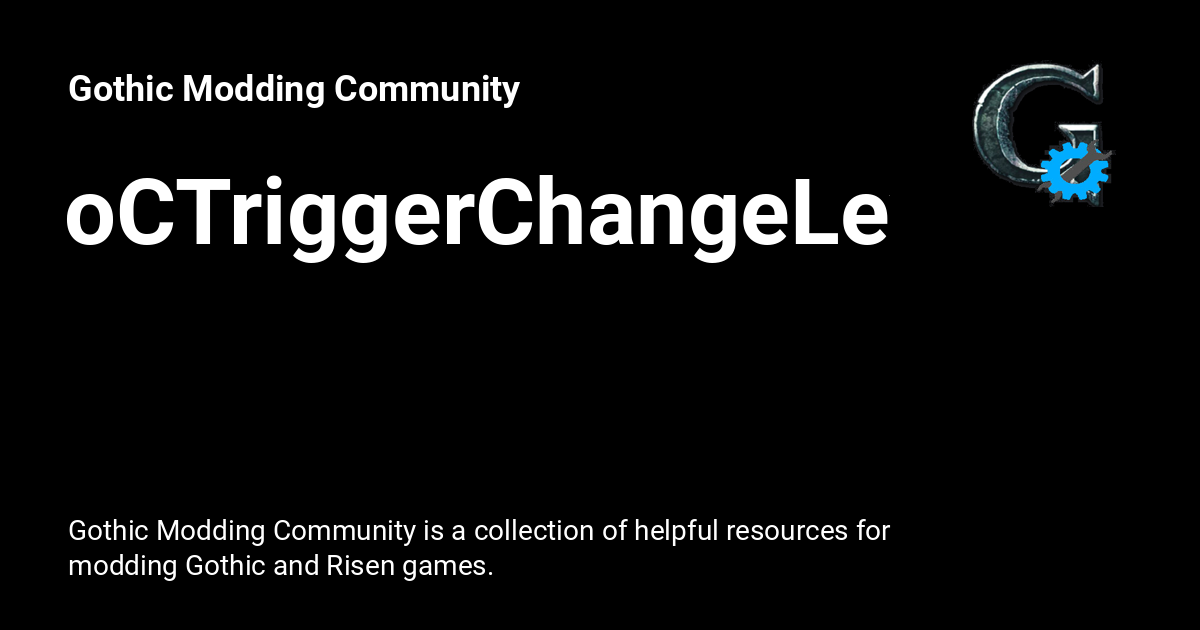 Gothic Modding Community
oCTriggerChangeLe
Gothic Modding Community is a collection of helpful resources for
modding Gothic and Risen games.
G